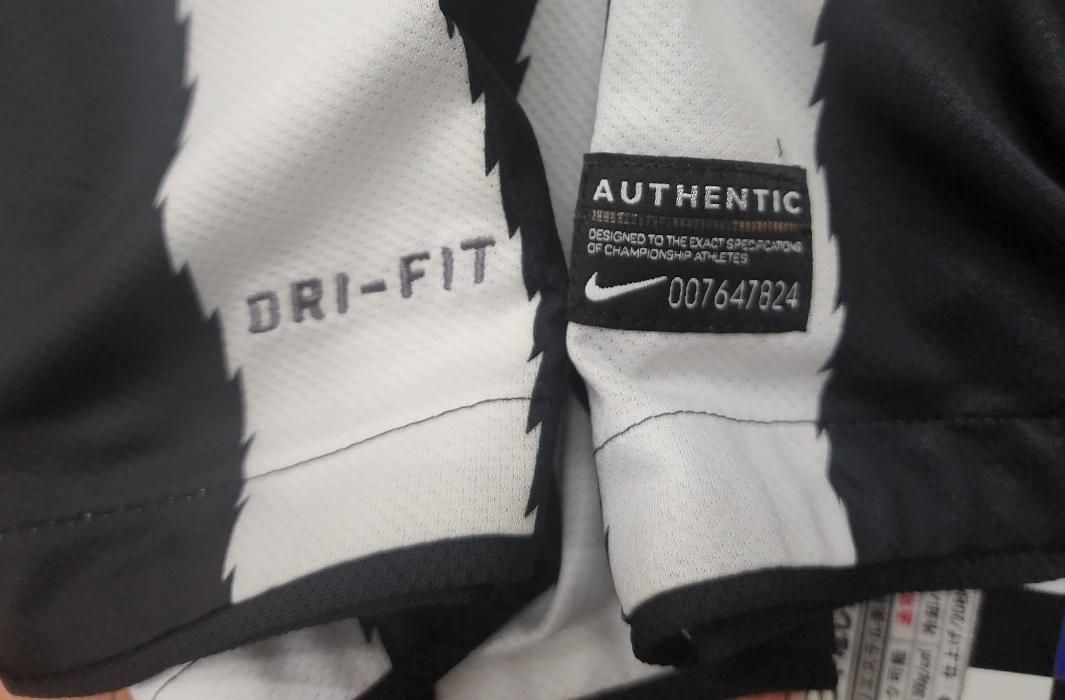 DRI-FIT
AUTHENTIC
DESIGNED TO THE EXACT SPECIFICATIONS
OF CHAMPIONSHIP ATHLETES
007647824